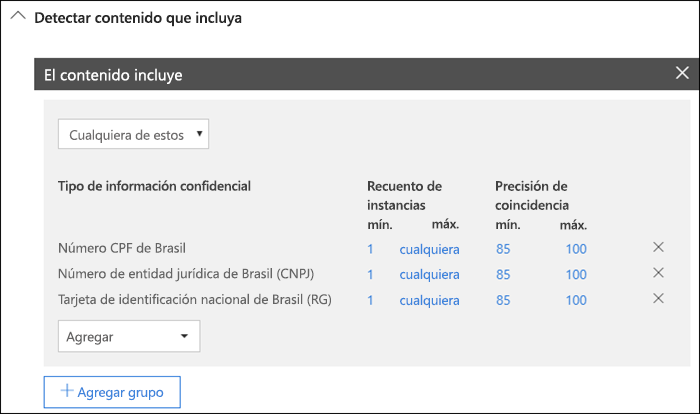 Detectar contenido que incluya
El contenido incluye
Cualquiera de estos
Tipo de información confidencial Recuento de instancias Precisión de coincidencia
mín. máx. mín. máx.
Número CPF de Brasil 1 cualquiera 85 100
Número de entidad jurídica de Brasil (CNPJ) 1 cualquiera 85 100
Tarjeta de identificación nacional de Brasil (RG) 1 cualquiera 85 100
Agregar
Agregar grupo